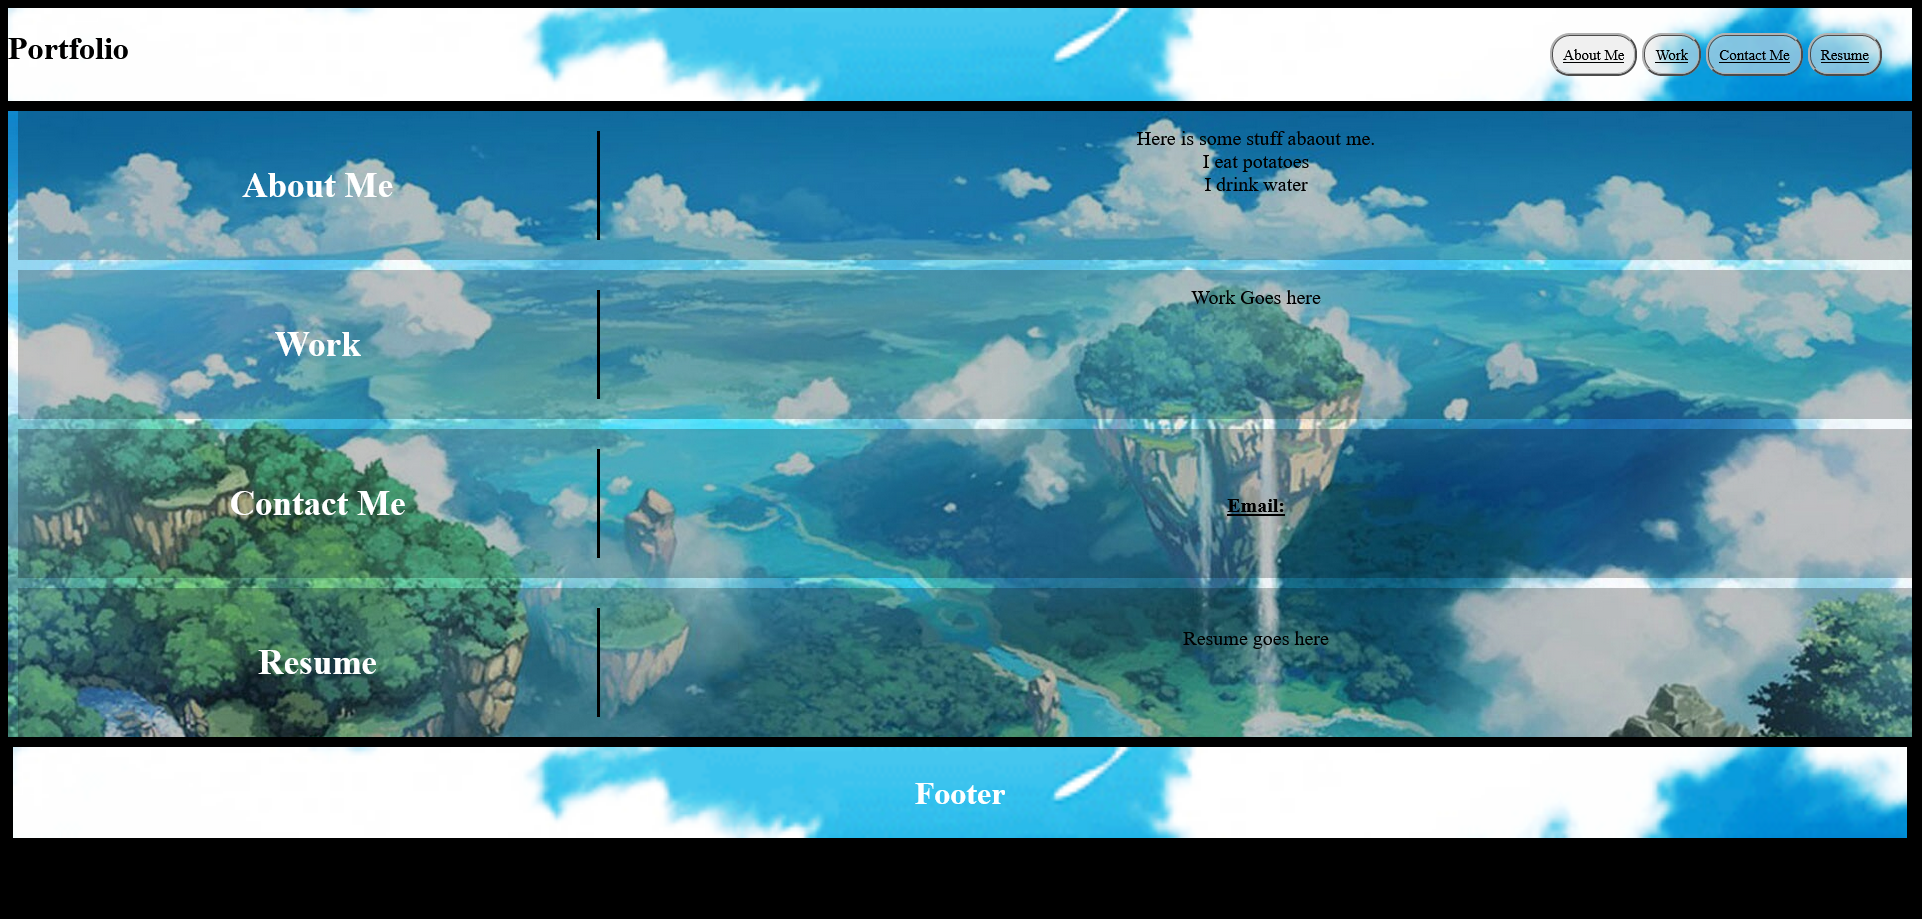 Portfolio
About Me
Work
Contact Me
Resume
About Me
Here is some stuff abaout me.
I eat potatoes
I drink water
Work
Work Goes here
Contact Me
Email:
Resume
Resume goes here
Footer